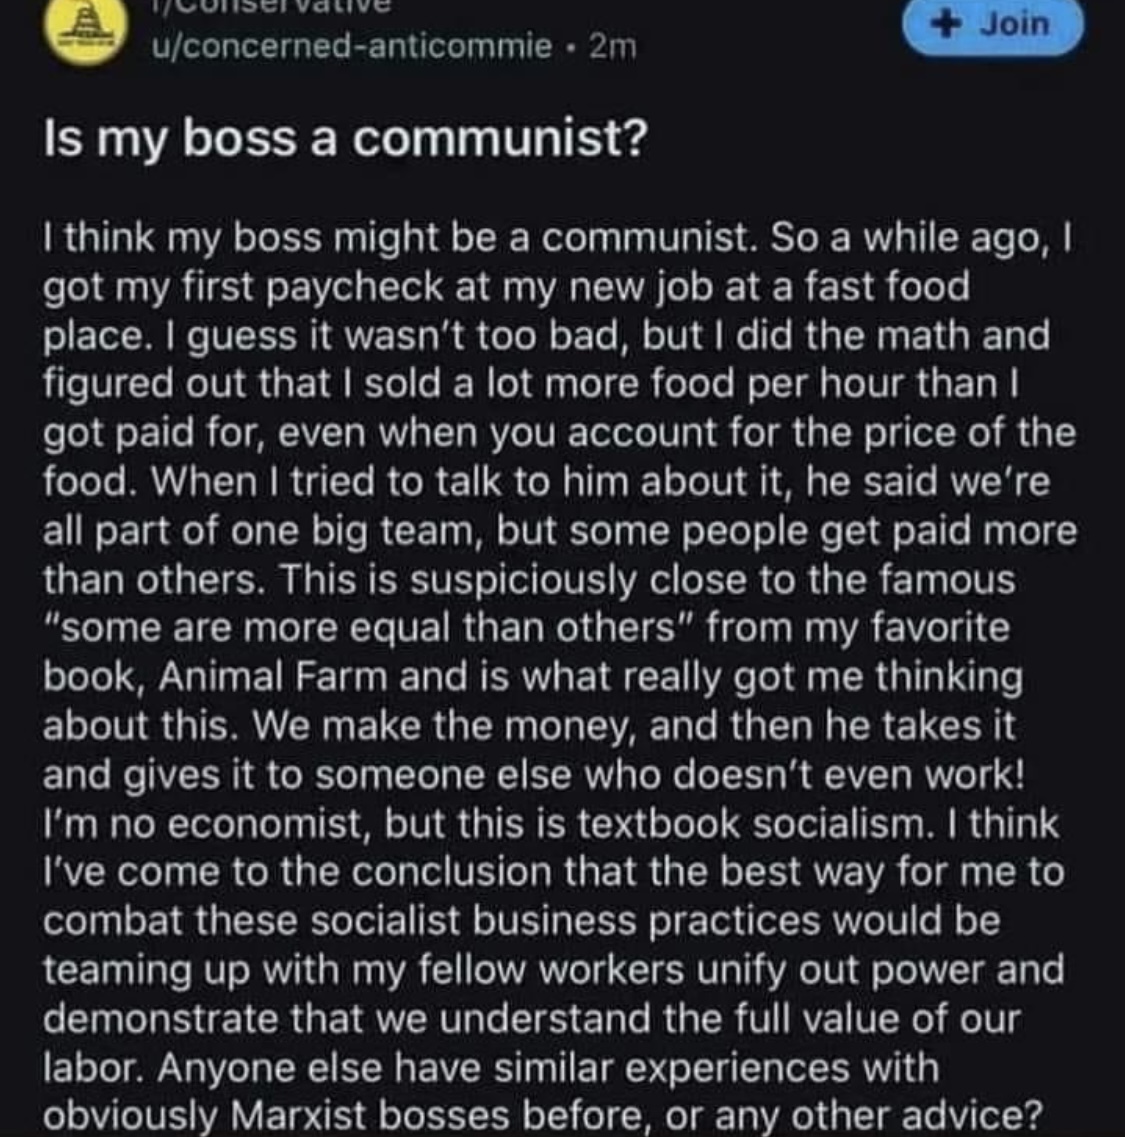 r/Conservative
u/concerned-anticommie • 2m
+ Join
Is my boss a communist?
I think my boss might be a communist. So a while ago, I
got my first paycheck at my new job at a fast food
place. I guess it wasn't too bad, but I did the math and
figured out that I sold a lot more food per hour than I
got paid for, even when you account for the price of the
food. When I tried to talk to him about it, he said we're
all part of one big team, but some people get paid more
than others. This is suspiciously close to the famous
"some are more equal than others" from my favorite
book, Animal Farm and is what really got me thinking
about this. We make the money, and then he takes it
and gives it to someone else who doesn't even work!
I'm no economist, but this is textbook socialism. I think
I've come to the conclusion that the best way for me to
combat these socialist business practices would be
teaming up with my fellow workers unify out power and
demonstrate that we understand the full value of our
labor. Anyone else have similar experiences with
obviously Marxist bosses before, or any other advice?